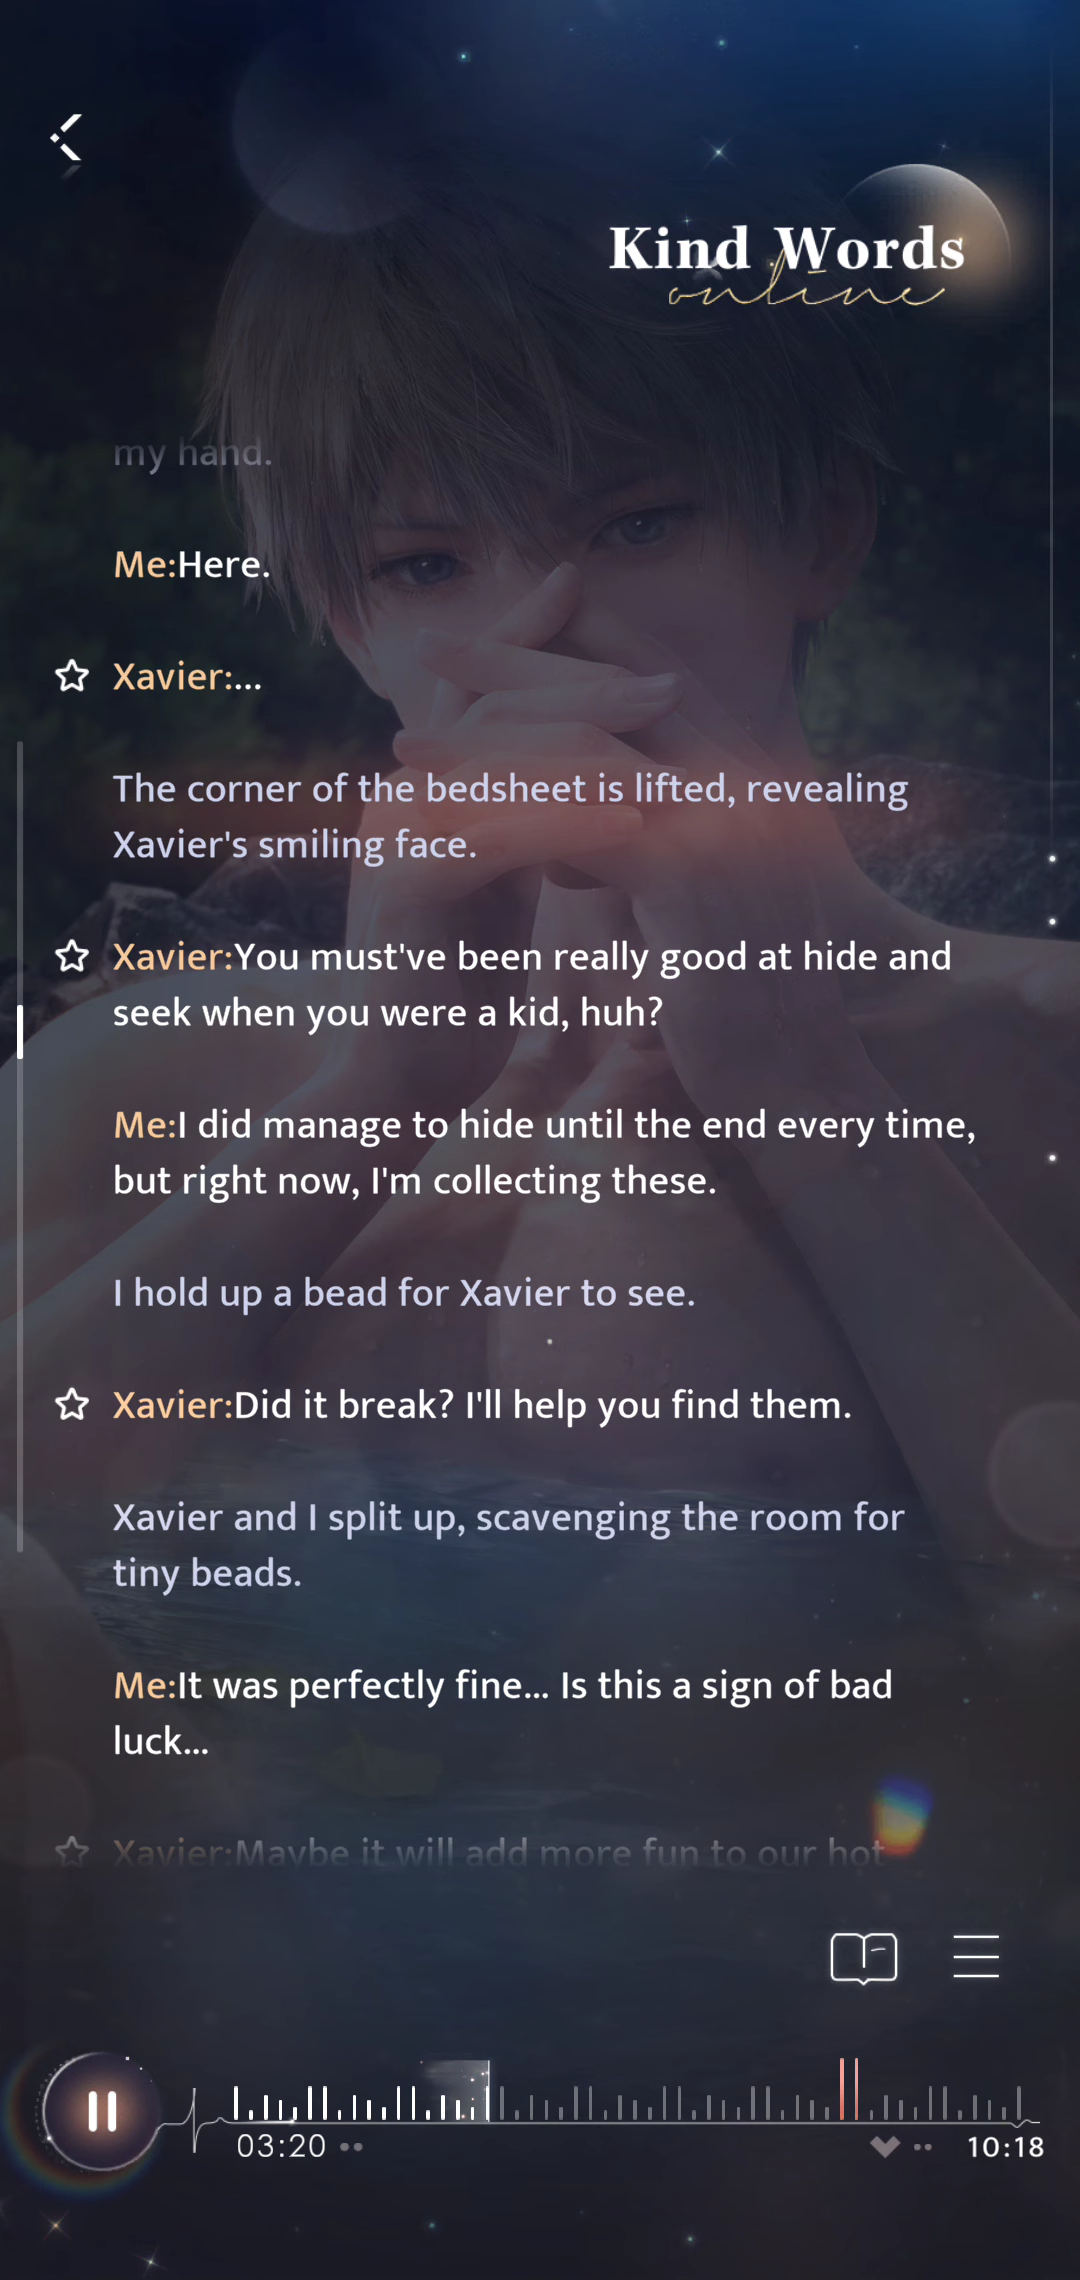 Kind Words
online
my hand.
Me:Here.
Xavier:...
The corner of the bedsheet is lifted, revealing
Xavier's smiling face.
Xavier:You must've been really good at hide and
seek when you were a kid, huh?
Me:I did manage to hide until the end every time,
but right now, I'm collecting these.
I hold up a bead for Xavier to see.
Xavier:Did it break? I'll help you find them.
Xavier and I split up, scavenging the room for
tiny beads.
Me:It was perfectly fine... Is this a sign of bad
luck...
Xavier:Maybe it will add more fun to our hot
03:20
10:18